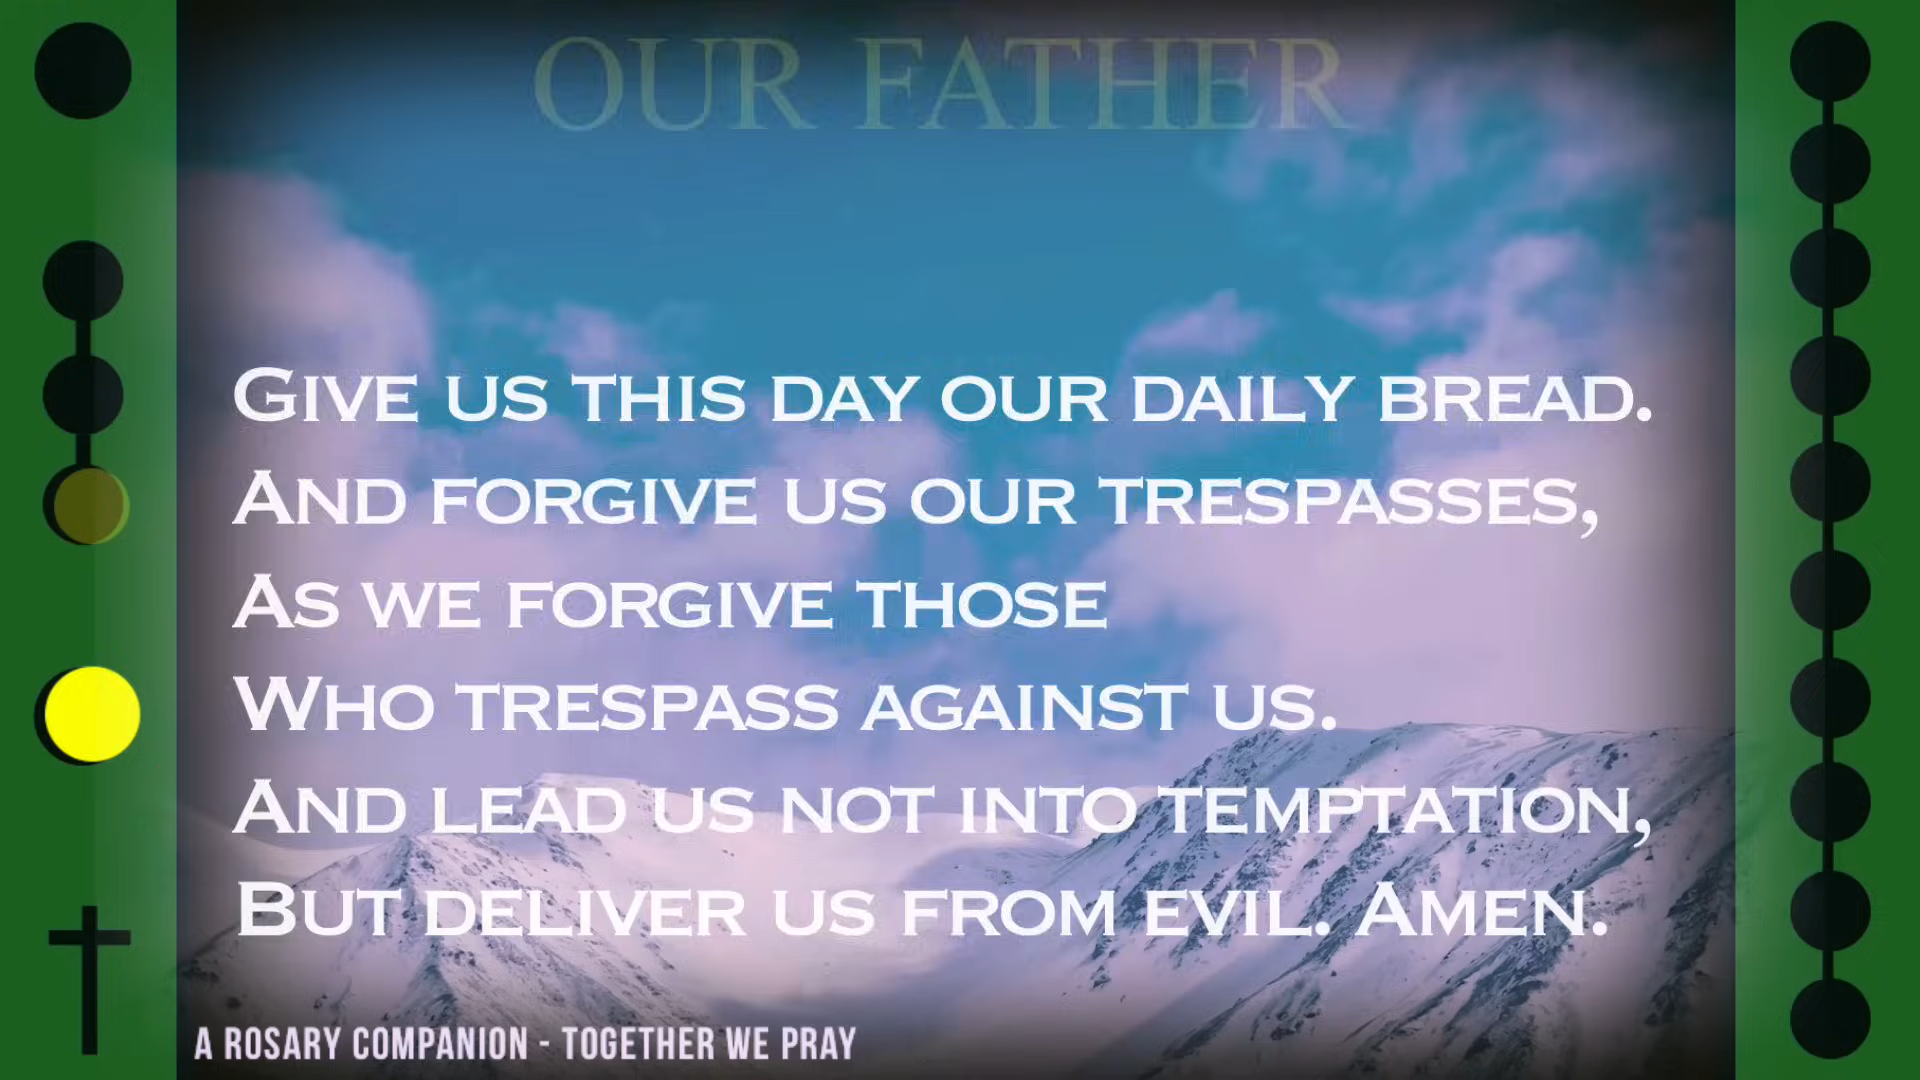 OUR FATHER
GIVE US THIS DAY OUR DAILY BREAD.
AND FORGIVE US OUR TRESPASSES,
AS WE FORGIVE THOSE
WHO TRESPASS AGAINST US.
AND LEAD US NOT INTO TEMPTATION,
BUT DELIVER US FROM EVIL. AMEN.
A ROSARY COMPANION - TOGETHER WE PRAY